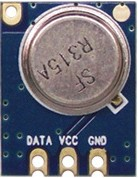 SF
R315A
DATA VCC GND